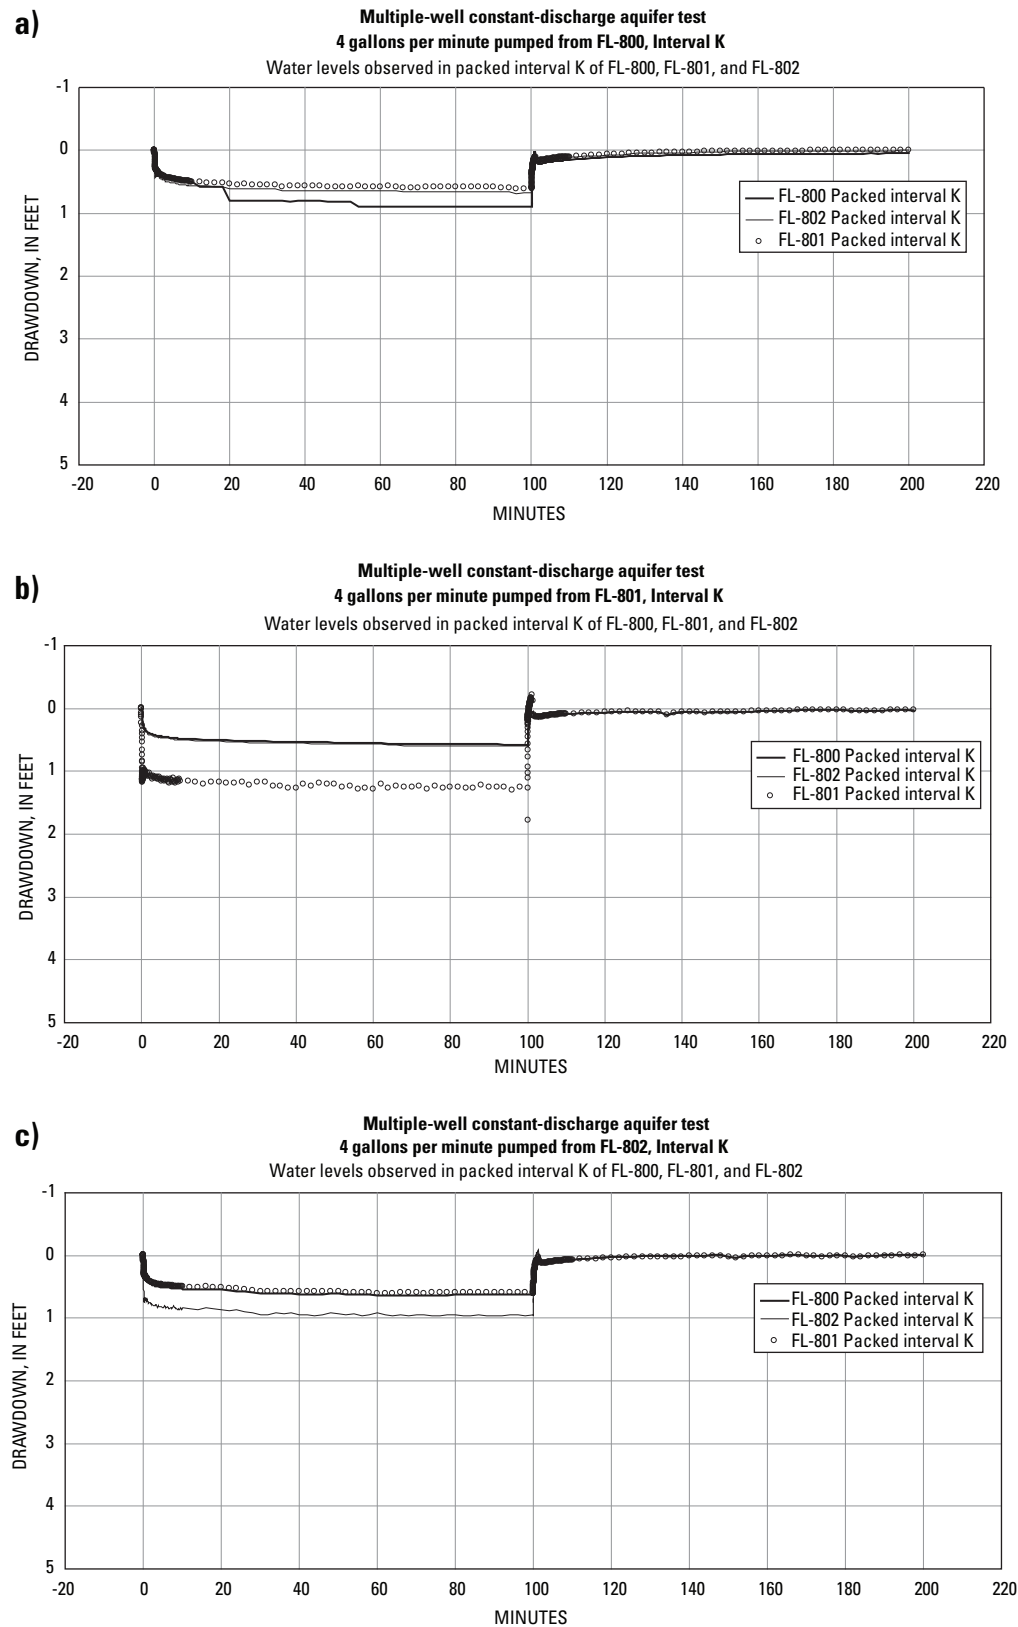 a)
Multiple-well constant-discharge aquifer test
4 gallons per minute pumped from FL-800, Interval K
Water levels observed in packed interval K of FL-800, FL-801, and FL-802
-1
0
1
2
3
4
5
DRAWDOWN, IN FEET
FL-800 Packed interval K
FL-802 Packed interval K
FL-801 Packed interval K
-20 0 20 40 60 80 100 120 140 160 180 200 220
MINUTES
b)
Multiple-well constant-discharge aquifer test
4 gallons per minute pumped from FL-801, Interval K
Water levels observed in packed interval K of FL-800, FL-801, and FL-802
-1
0
1
2
3
4
5
DRAWDOWN, IN FEET
FL-800 Packed interval K
FL-802 Packed interval K
FL-801 Packed interval K
-20 0 20 40 60 80 100 120 140 160 180 200 220
MINUTES
c)
Multiple-well constant-discharge aquifer test
4 gallons per minute pumped from FL-802, Interval K
Water levels observed in packed interval K of FL-800, FL-801, and FL-802
-1
0
1
2
3
4
5
DRAWDOWN, IN FEET
FL-800 Packed interval K
FL-802 Packed interval K
FL-801 Packed interval K
-20 0 20 40 60 80 100 120 140 160 180 200 220
MINUTES